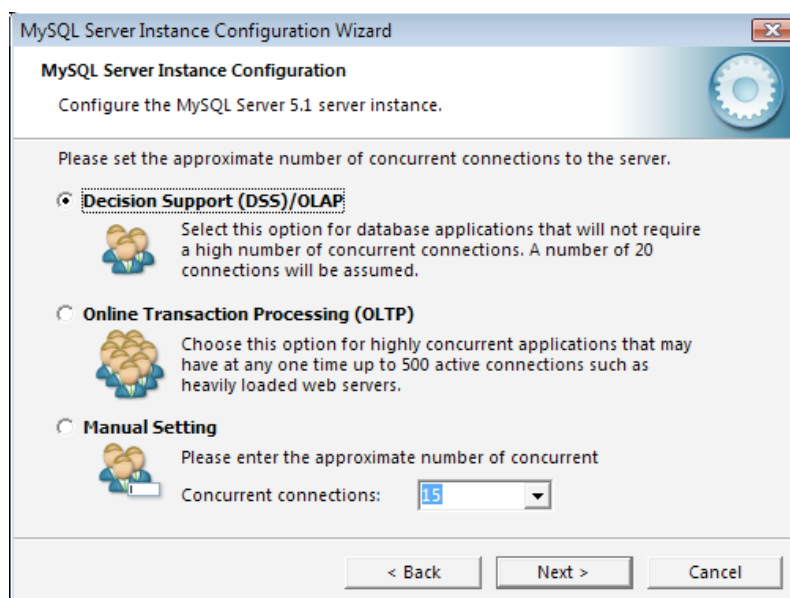 MySQL Server Instance Configuration Wizard
MySQL Server Instance Configuration
Configure the MySQL Server 5.1 server instance.
Please set the approximate number of concurrent connections to the server.
Decision Support (DSS)/OLAP
Select this option for database applications that will not require
a high number of concurrent connections. A number of 20
connections will be assumed.
Online Transaction Processing (OLTP)
Choose this option for highly concurrent applications that may
have at any one time up to 500 active connections such as
heavily loaded web servers.
Manual Setting
Please enter the approximate number of concurrent
Concurrent connections: 15
< Back Next > Cancel